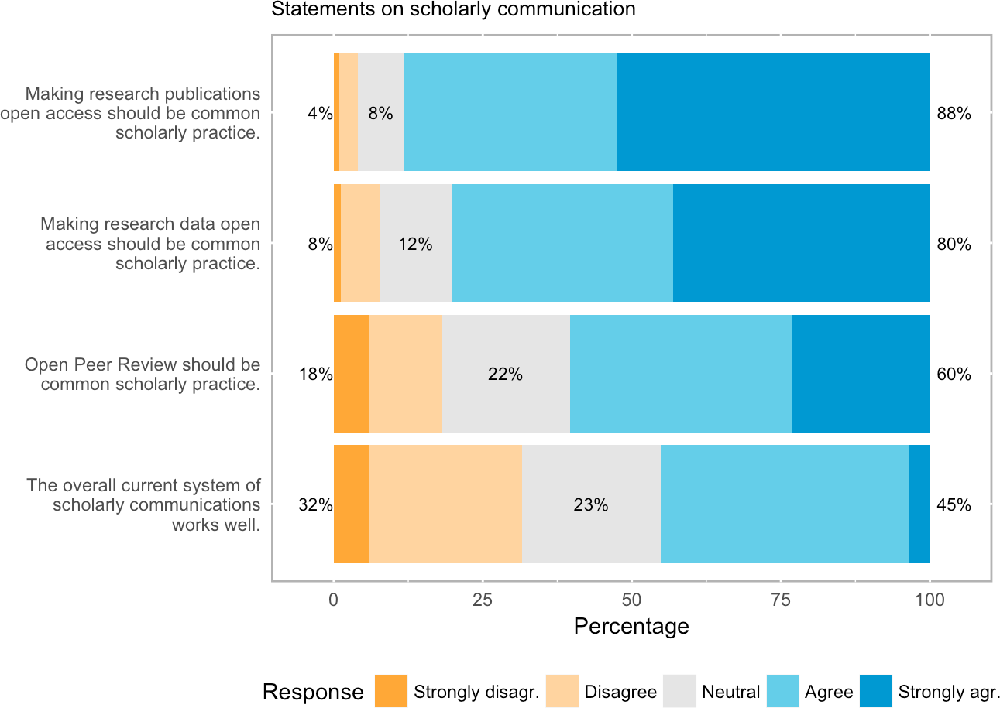 Statements on scholarly communication
Making research publications
open access should be common
scholarly practice.
4%
8%
88%
Making research data open
access should be common
scholarly practice.
8%
12%
80%
Open Peer Review should be
common scholarly practice.
18%
22%
60%
The overall current system of
scholarly communications
works well.
32%
23%
45%
0 25 50 75 100
Percentage
Response Strongly disagr. Disagree Neutral Agree Strongly agr.